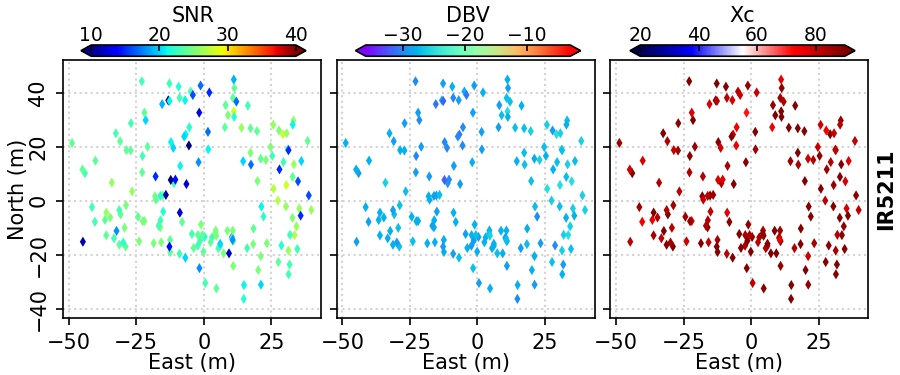 SNR DBV Xc
10 20 30 40 −30 −20 −10 20 40 60 80
40
20
0
−20
−40
North (m)
−50 −25 0 25 −50 −25 0 25 −50 −25 0 25
East (m) East (m) East (m)
IR5211